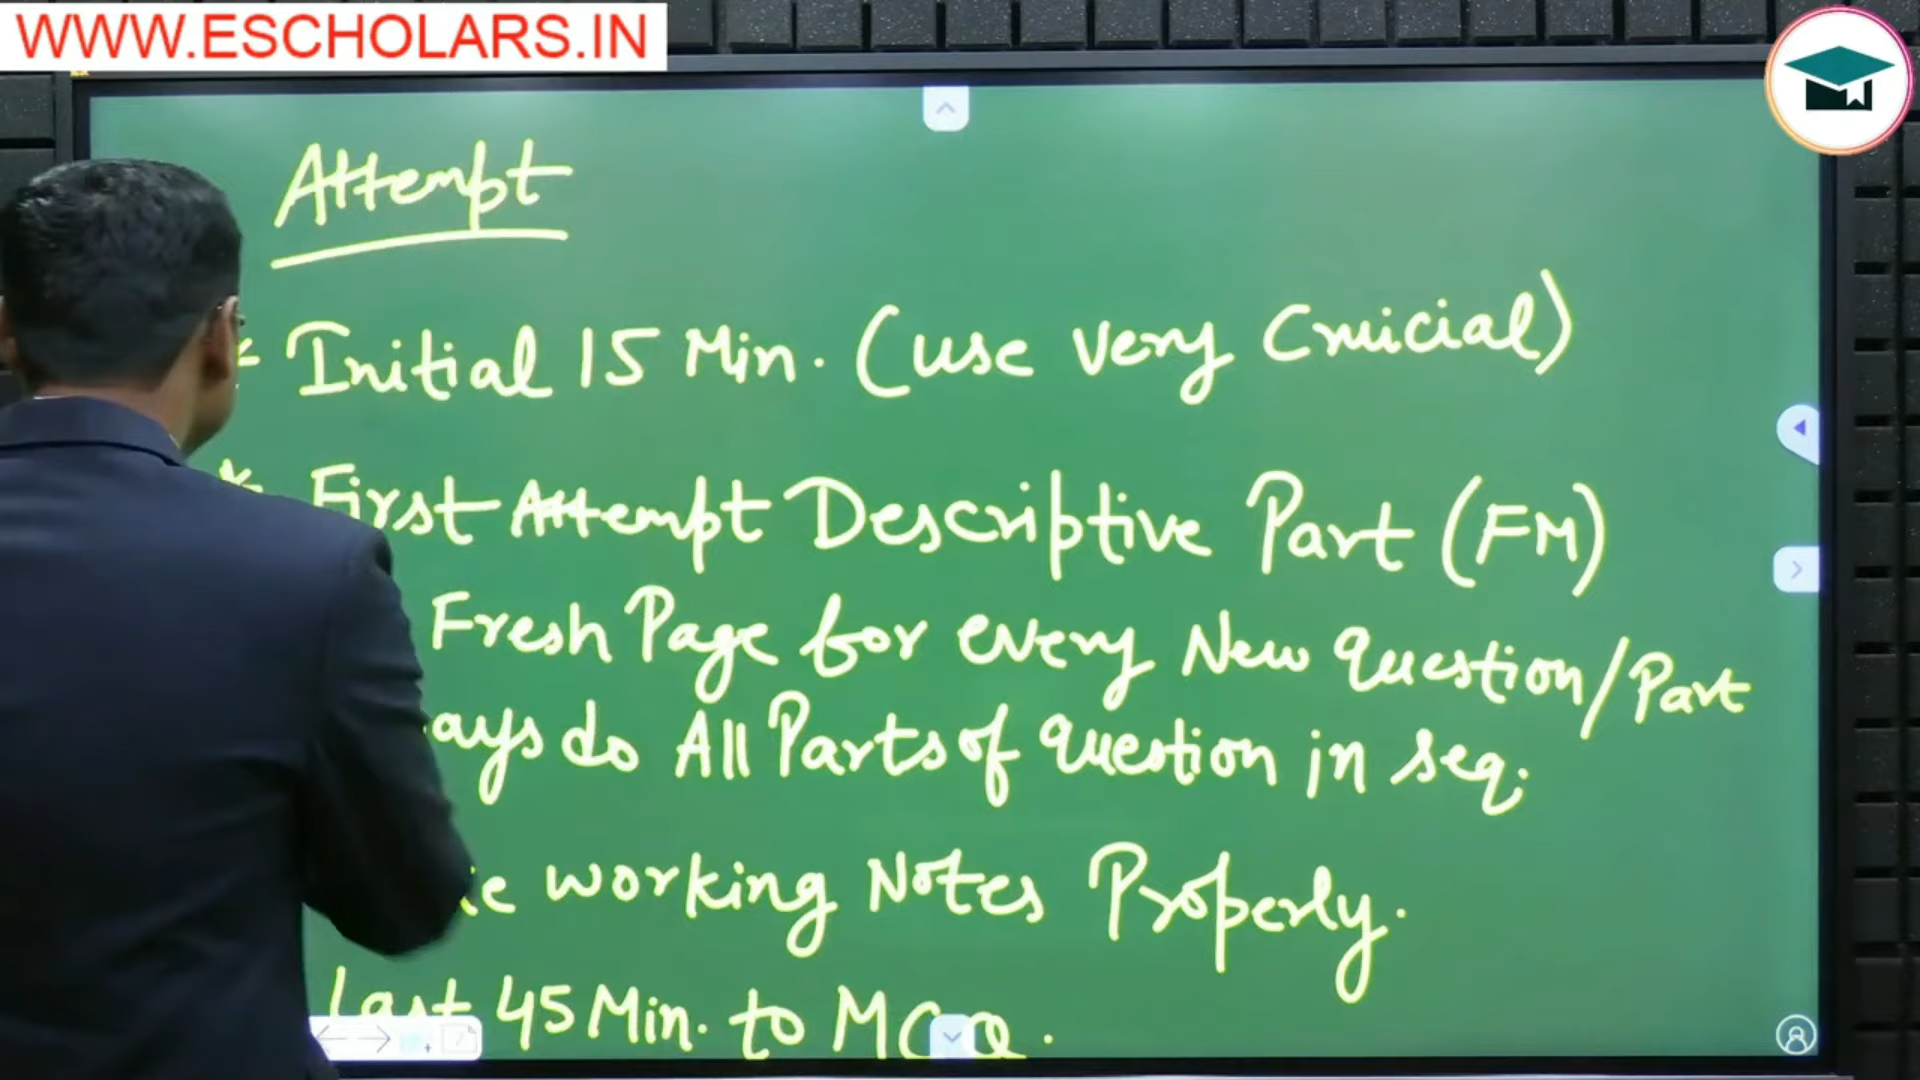 WWW.ESCHOLARS.IN
Attempt
* Initial 15 Min. (use very Crucial)
* First Attempt Descriptive Part (FM)
Fresh Page for every New Question/Part
do All Parts of Question in seq.
working Notes Properly.
Last 45 Min. to MCQ.